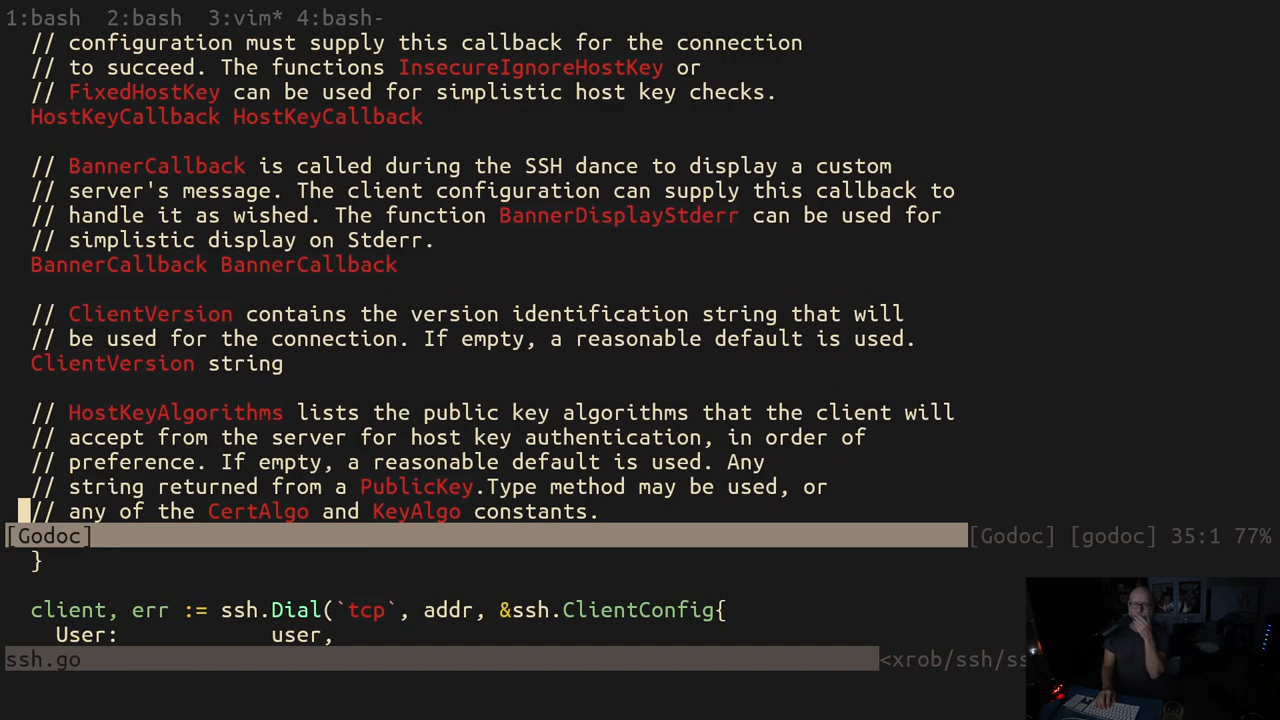 1:bash  2:bash  3:vim* 4:bash-
// configuration must supply this callback for the connection
// to succeed. The functions InsecureIgnoreHostKey or
// FixedHostKey can be used for simplistic host key checks.
HostKeyCallback HostKeyCallback
// BannerCallback is called during the SSH dance to display a custom
// server's message. The client configuration can supply this callback to
// handle it as wished. The function BannerDisplayStderr can be used for
// simplistic display on Stderr.
BannerCallback BannerCallback
// ClientVersion contains the version identification string that will
// be used for the connection. If empty, a reasonable default is used.
ClientVersion string
// HostKeyAlgorithms lists the public key algorithms that the client will
// accept from the server for host key authentication, in order of
// preference. If empty, a reasonable default is used. Any
// string returned from a PublicKey.Type method may be used, or
// any of the CertAlgo and KeyAlgo constants.
[Godoc] [Godoc] [godoc] 35:1 77%
}
client, err := ssh.Dial(`tcp`, addr, &ssh.ClientConfig{
User: user,
ssh.go <xrob/ssh/ss